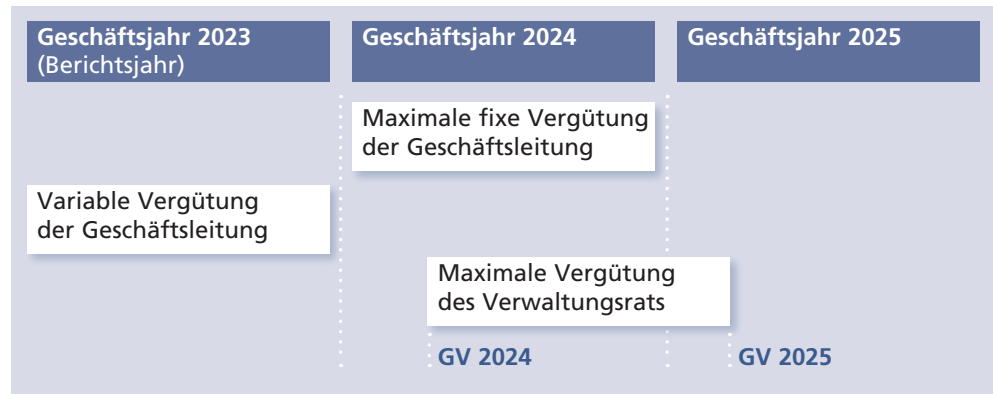 Geschäftsjahr 2023
(Berichtsjahr)
Geschäftsjahr 2024
Geschäftsjahr 2025
Maximale fixe Vergütung
der Geschäftsleitung
Variable Vergütung
der Geschäftsleitung
Maximale Vergütung
des Verwaltungsrats
GV 2024
GV 2025